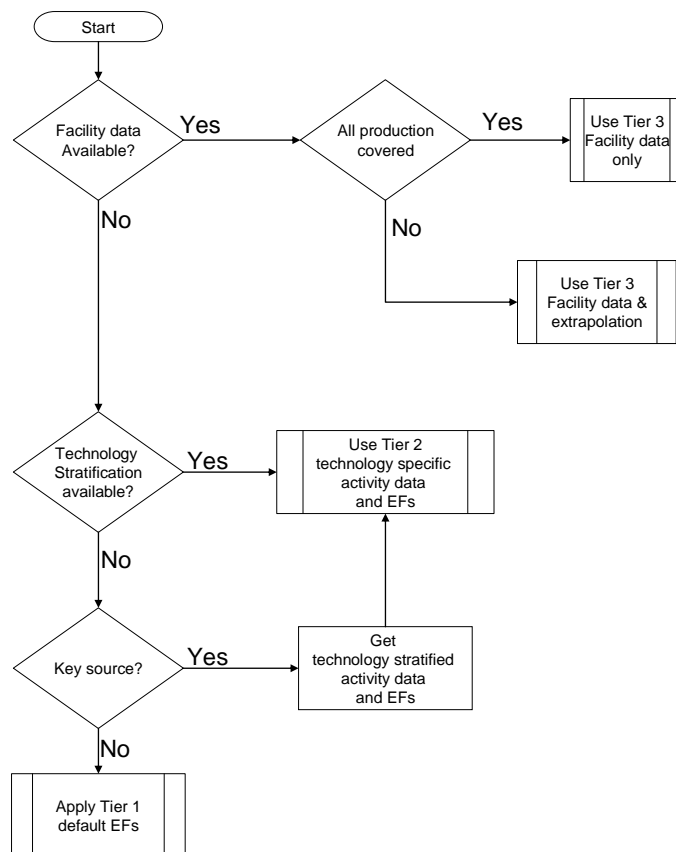 Start
Facility data
Available?
Yes
All production
covered
Yes
Use Tier 3
Facility data
only
No
No
Use Tier 3
Facility data &
extrapolation
Technology
Stratification
available?
Yes
Use Tier 2
technology specific
activity data
and EFs
No
Key source?
Yes
Get
technology stratified
activity data
and EFs
No
Apply Tier 1
default EFs